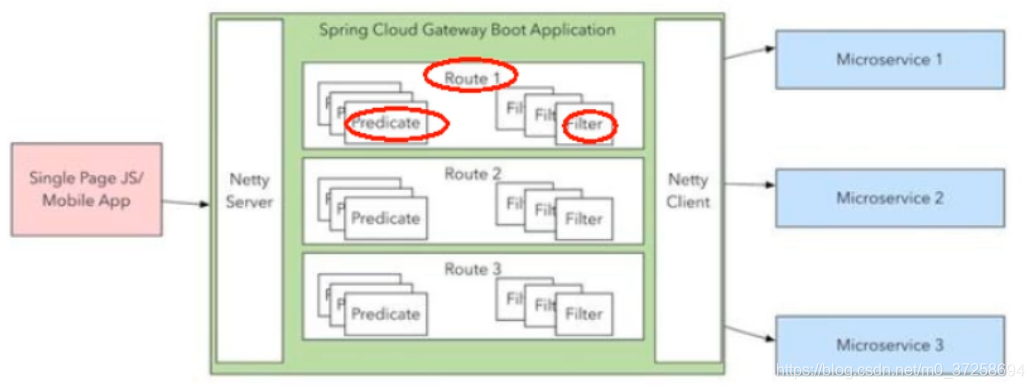 Spring Cloud Gateway Boot Application
Route 1
Predicate
Fil
Filt
Filter
Microservice 1
Single Page JS/
Mobile App
Netty
Server
Route 2
Predicate
Fil
Filt
Filter
Netty
Client
Microservice 2
Route 3
Predicate
Fil
Filt
Filter
Microservice 3
https://blog.csdn.net/m0_37258694